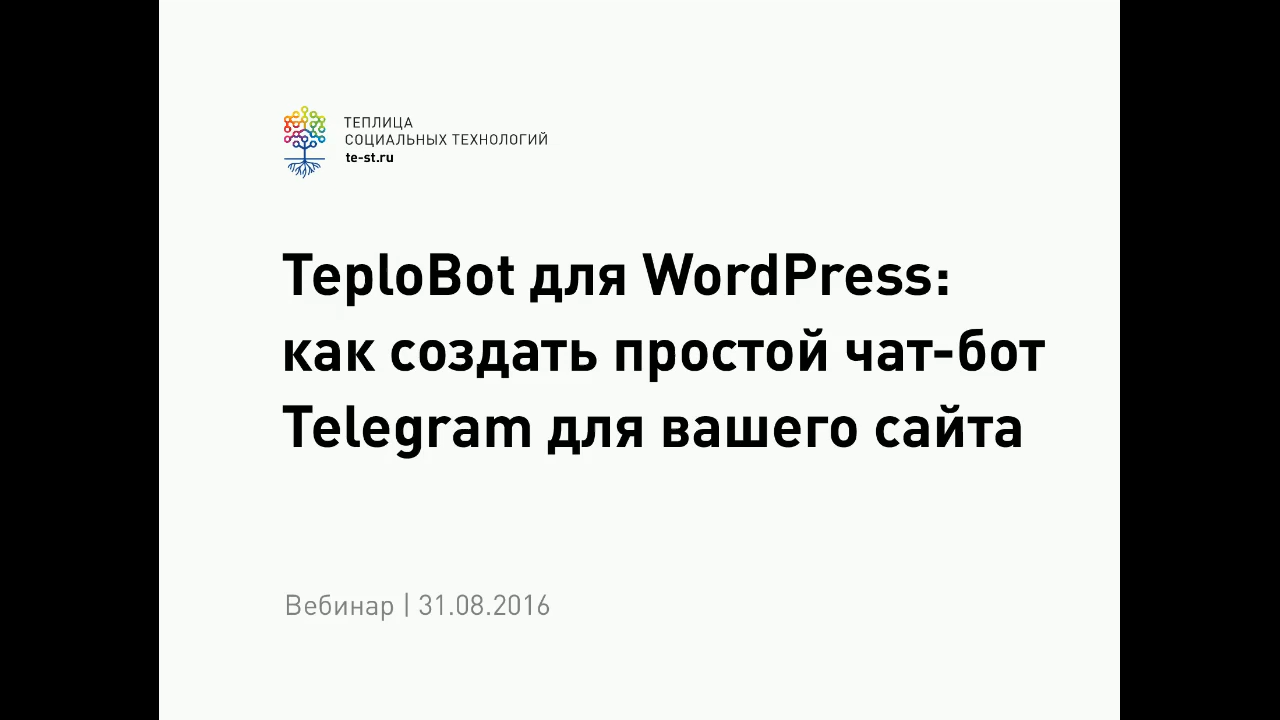 ТЕПЛИЦА
СОЦИАЛЬНЫХ ТЕХНОЛОГИЙ
te-st.ru
TeploBot для WordPress:
как создать простой чат-бот
Telegram для вашего сайта
Вебинар | 31.08.2016